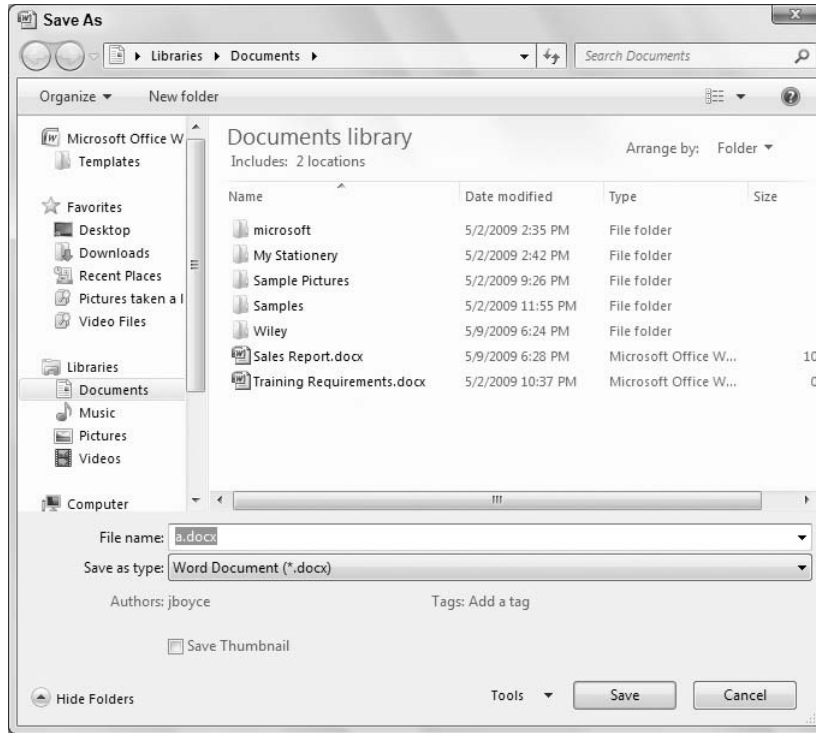 Save As
Libraries Documents
Search Documents
Organize New folder
Microsoft Office W
Templates
Favorites
Desktop
Downloads
Recent Places
Pictures taken a l
Video Files
Libraries
Documents
Music
Pictures
Videos
Computer
Documents library
Includes: 2 locations
Arrange by: Folder
Name Date modified Type Size
microsoft 5/2/2009 2:35 PM File folder
My Stationery 5/2/2009 2:42 PM File folder
Sample Pictures 5/2/2009 9:26 PM File folder
Samples 5/2/2009 11:55 PM File folder
Wiley 5/9/2009 6:24 PM File folder
Sales Report.docx 5/9/2009 6:28 PM Microsoft Office W... 10
Training Requirements.docx 5/2/2009 10:37 PM Microsoft Office W... 0
File name: a.docx
Save as type: Word Document (*.docx)
Authors: jboyce Tags: Add a tag
Save Thumbnail
Hide Folders Tools Save Cancel